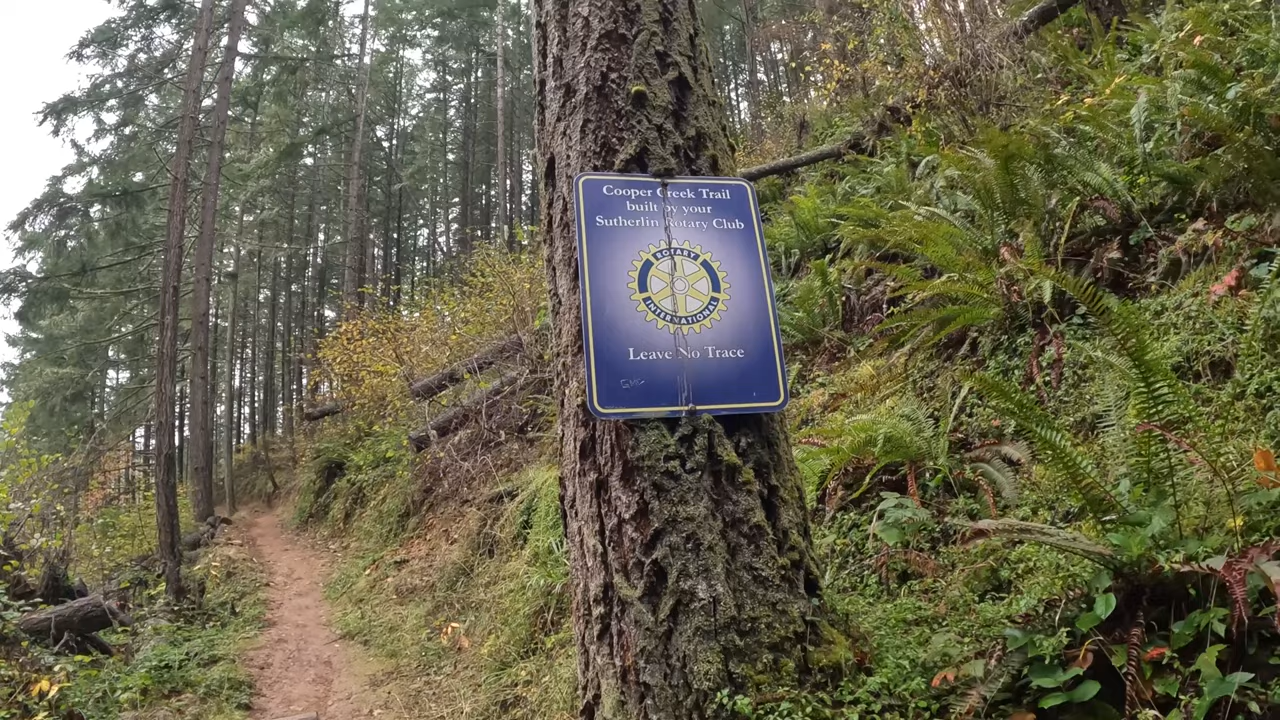 Cooper Creek Trail
built by your
Sutherlin Rotary Club
ROTARY
INTERNATIONAL
Leave No Trace